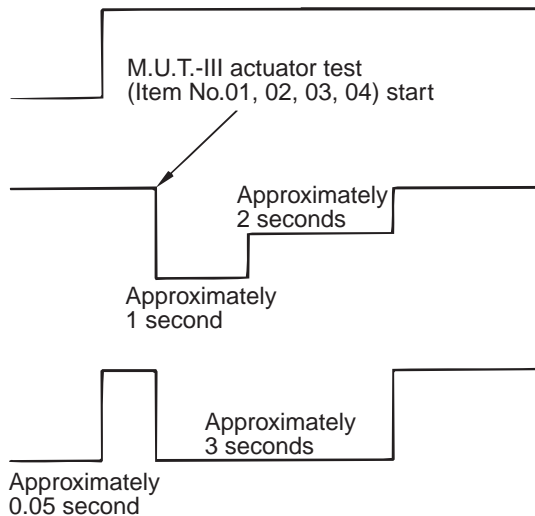 M.U.T.-III actuator test
(Item No.01, 02, 03, 04) start
Approximately
2 seconds
Approximately
1 second
Approximately
3 seconds
Approximately
0.05 second